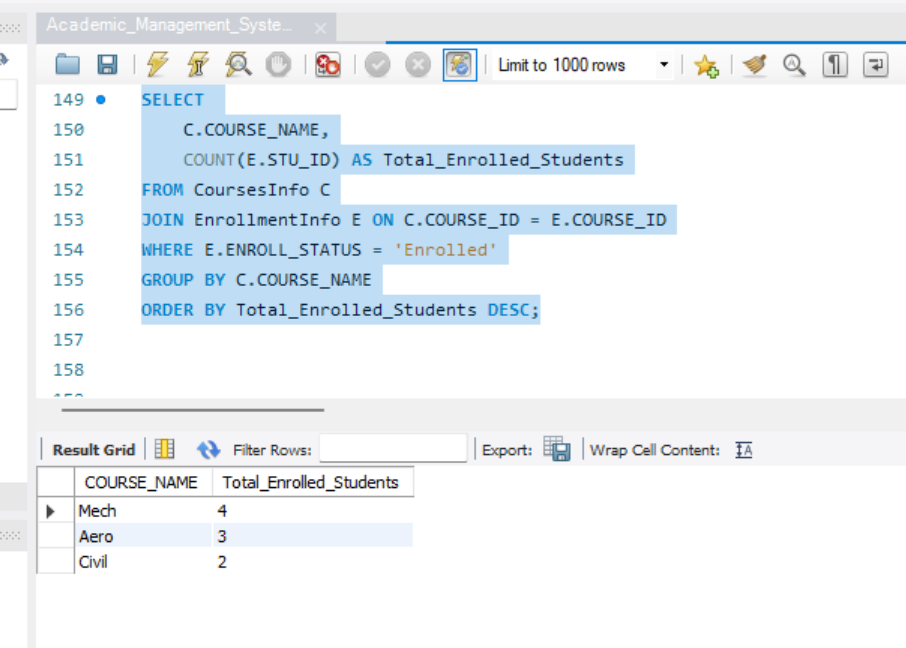 Academic_Management_Syste...
Limit to 1000 rows
149 SELECT
150 C.COURSE_NAME,
151 COUNT(E.STU_ID) AS Total_Enrolled_Students
152 FROM CoursesInfo C
153 JOIN EnrollmentInfo E ON C.COURSE_ID = E.COURSE_ID
154 WHERE E.ENROLL_STATUS = 'Enrolled'
155 GROUP BY C.COURSE_NAME
156 ORDER BY Total_Enrolled_Students DESC;
157
158
Result Grid Filter Rows: Export: Wrap Cell Content:
COURSE_NAME Total_Enrolled_Students
Mech 4
Aero 3
Civil 2